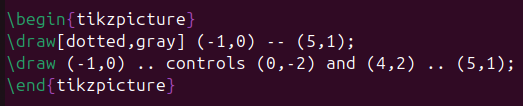 \begin{tikzpicture}
\draw[dotted,gray] (-1,0) -- (5,1);
\draw (-1,0) .. controls (0,-2) and (4,2) .. (5,1);
\end{tikzpicture}